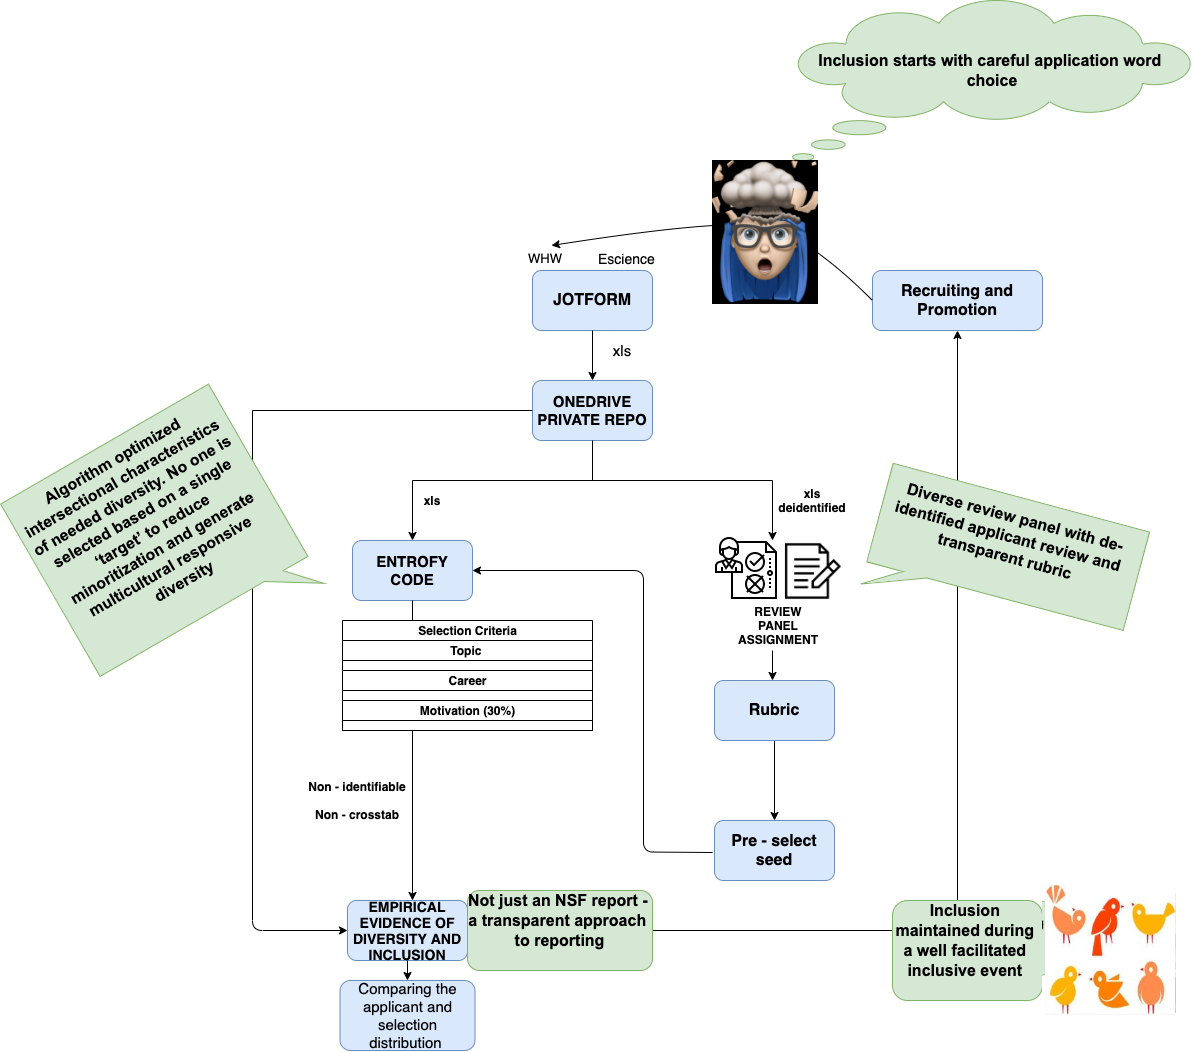 Inclusion starts with careful application word
choice
WHW
Escience
JOTFORM
Recruiting and
Promotion
xls
ONEDRIVE
PRIVATE REPO
Algorithm optimized
intersectional characteristics
of needed diversity. No one is
selected based on a single
‘target’ to reduce
minoritization and generate
multicultural responsive
diversity
xls
xls
deidentified
Diverse review panel with de-
identified applicant review and
transparent rubric
ENTROFY
CODE
REVIEW
PANEL
ASSIGNMENT
Selection Criteria
Topic
Career
Motivation (30%)
Rubric
Non - identifiable
Non - crosstab
Pre - select
seed
EMPIRICAL
EVIDENCE OF
DIVERSITY AND
INCLUSION
Not just an NSF report -
a transparent approach
to reporting
Inclusion
maintained during
a well facilitated
inclusive event
Comparing the
applicant and
selection
distribution